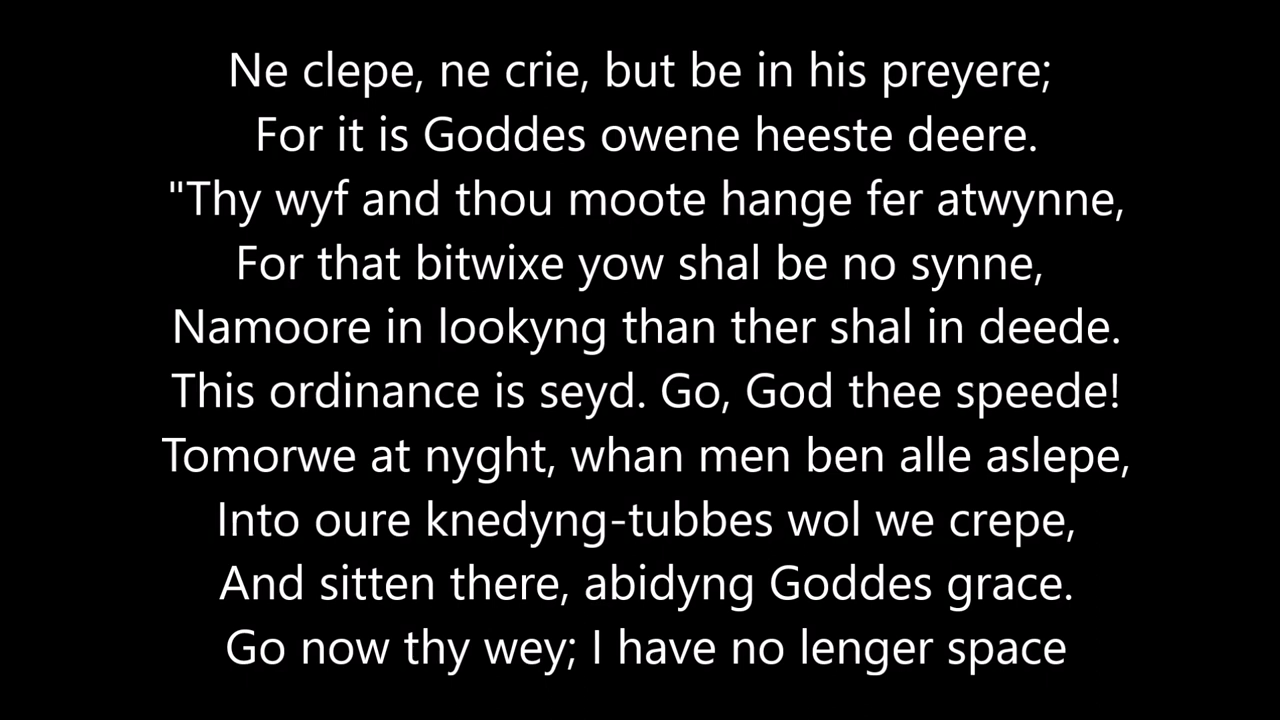 Ne clepe, ne crie, but be in his preyere;
For it is Goddes owene heeste deere.
"Thy wyf and thou moote hange fer atwynne,
For that bitwixe yow shal be no synne,
Namoore in lookyng than ther shal in deede.
This ordinance is seyd. Go, God thee speede!
Tomorwe at nyght, whan men ben alle aslepe,
Into oure knedyng-tubbes wol we crepe,
And sitten there, abidyng Goddes grace.
Go now thy wey; I have no lenger space